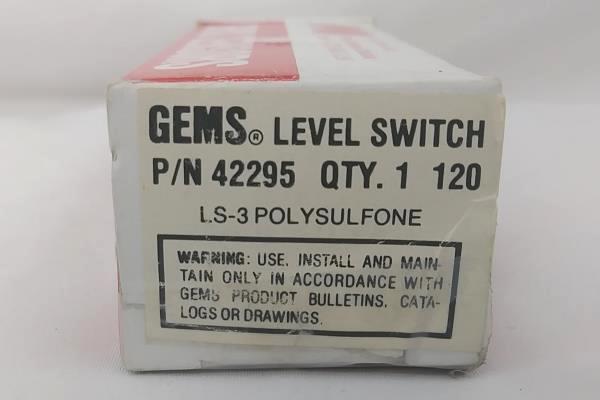 GEMS® LEVEL SWITCH
P/N 42295 QTY. 1 120
LS-3 POLYSULFONE
WARNING: USE, INSTALL AND MAIN-
TAIN ONLY IN ACCORDANCE WITH
GEMS PRODUCT BULLETINS, CATA-
LOGS OR DRAWINGS.